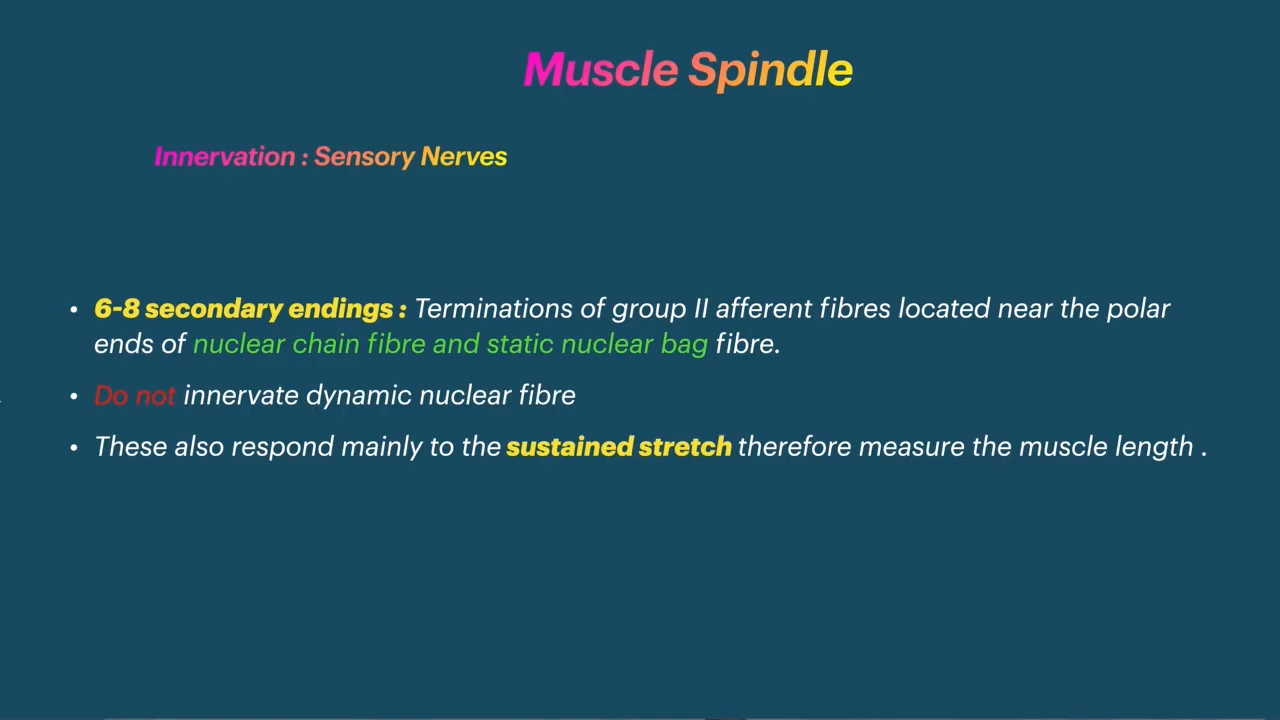 Muscle Spindle
Innervation : Sensory Nerves
• 6-8 secondary endings : Terminations of group II afferent fibres located near the polar
ends of nuclear chain fibre and static nuclear bag fibre.
• Do not innervate dynamic nuclear fibre
• These also respond mainly to the sustained stretch therefore measure the muscle length .